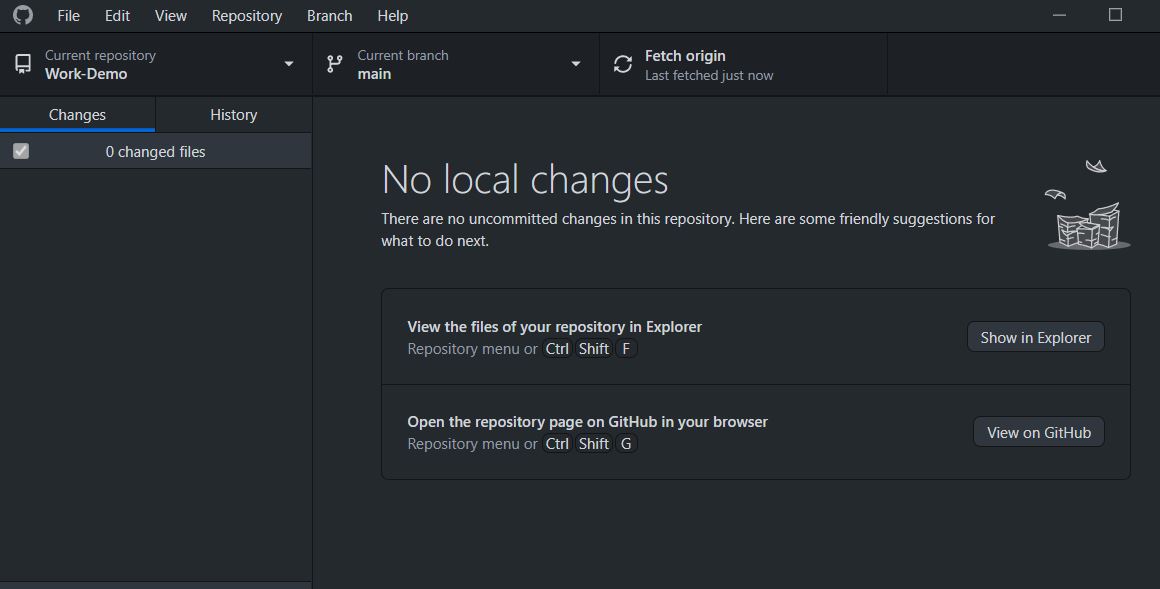 File Edit View Repository Branch Help
Current repository
Work-Demo
Current branch
main
Fetch origin
Last fetched just now
Changes
History
0 changed files
No local changes
There are no uncommitted changes in this repository. Here are some friendly suggestions for
what to do next.
View the files of your repository in Explorer
Repository menu or Ctrl Shift F
Show in Explorer
Open the repository page on GitHub in your browser
Repository menu or Ctrl Shift G
View on GitHub